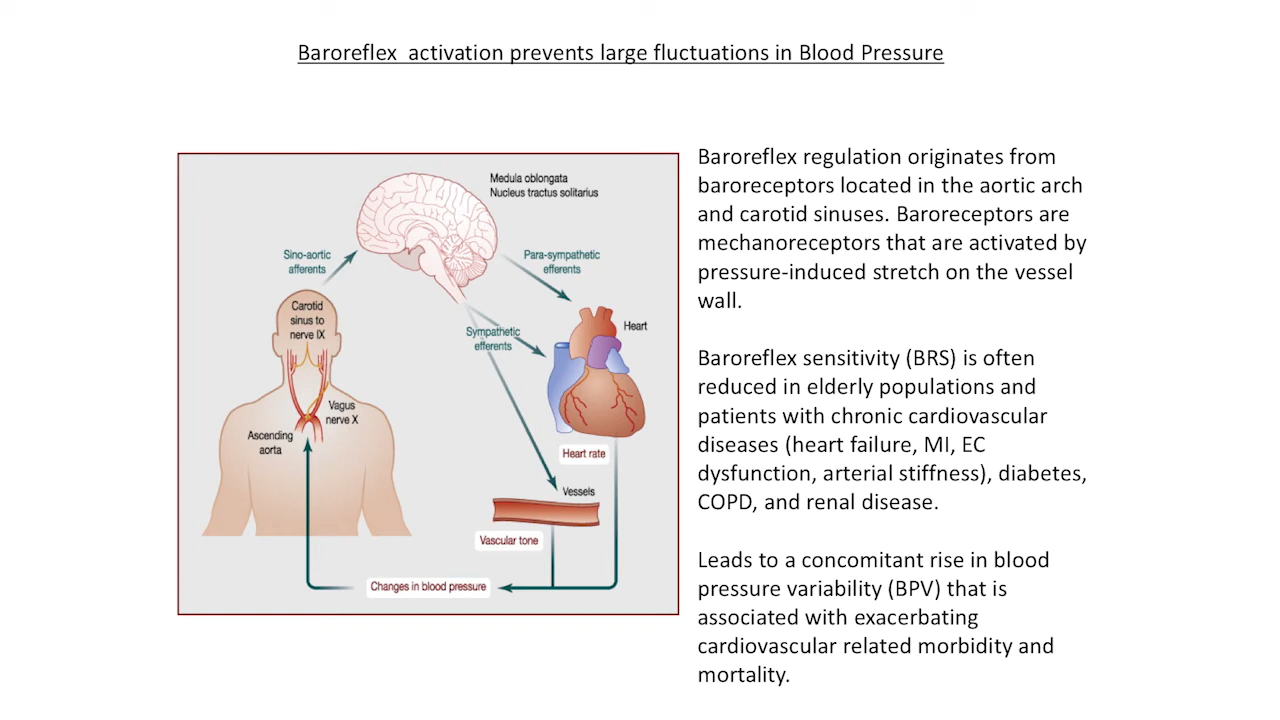 Baroreflex  activation prevents large fluctuations in Blood Pressure
Medula oblongata
Nucleus tractus solitarius
Sino-aortic
afferents
Para-sympathetic
efferents
Carotid
sinus to
nerve IX
Sympathetic
efferents
Heart
Vagus
nerve X
Ascending
aorta
Heart rate
Vessels
Vascular tone
Changes in blood pressure
Baroreflex regulation originates from
baroreceptors located in the aortic arch
and carotid sinuses. Baroreceptors are
mechanoreceptors that are activated by
pressure-induced stretch on the vessel
wall.
Baroreflex sensitivity (BRS) is often
reduced in elderly populations and
patients with chronic cardiovascular
diseases (heart failure, MI, EC
dysfunction, arterial stiffness), diabetes,
COPD, and renal disease.
Leads to a concomitant rise in blood
pressure variability (BPV) that is
associated with exacerbating
cardiovascular related morbidity and
mortality.